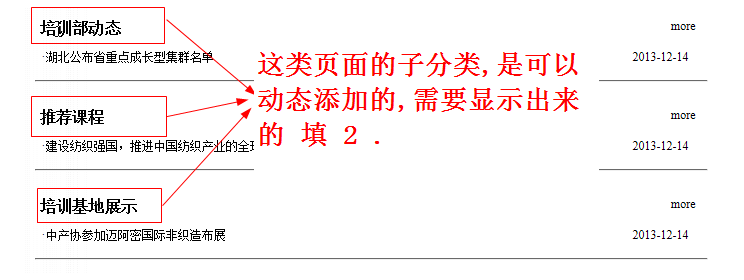 培训部动态
more
·湖北公布省重点成长型集群名单
2013-12-14
这类页面的子分类,是可以
动态添加的,需要显示出来
的 填 2 .
推荐课程
more
·建设纺织强国，推进中国纺织产业的全
2013-12-14
培训基地展示
more
·中产协参加迈阿密国际非织造布展
2013-12-14